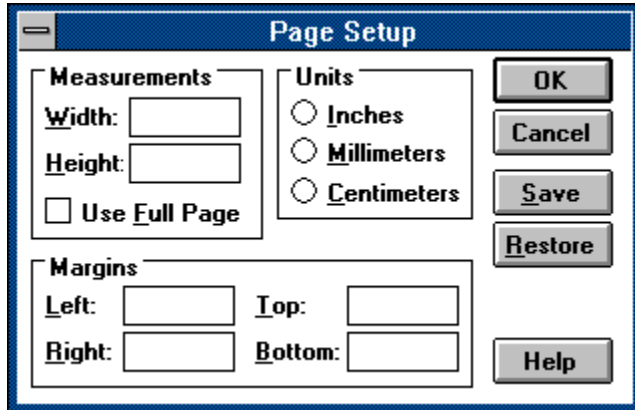 Page Setup
Measurements
Width:
Height:
Use Full Page
Units
Inches
Millimeters
Centimeters
OK
Cancel
Save
Restore
Margins
Left:
Top:
Right:
Bottom:
Help